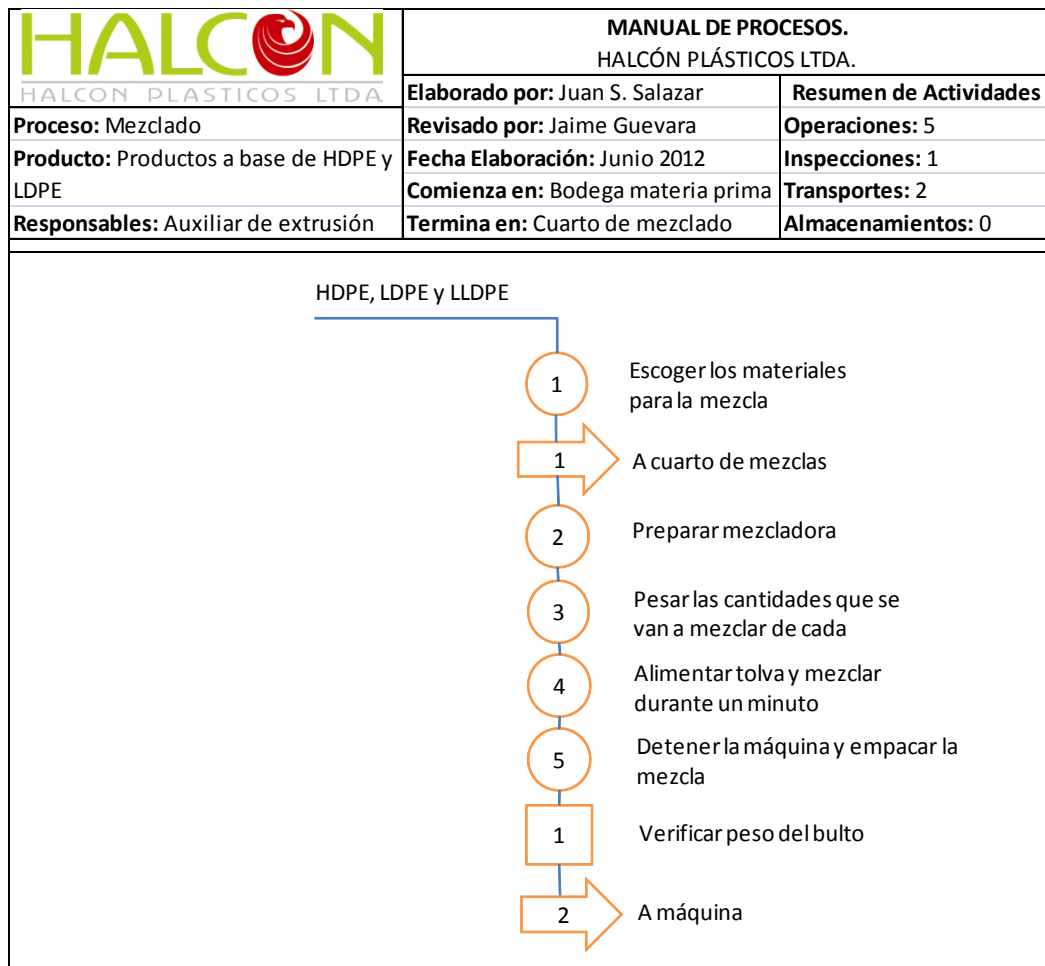 HALCON
HALCON PLASTICOS LTDA
MANUAL DE PROCESOS.
HALCÓN PLÁSTICOS LTDA.
Elaborado por: Juan S. Salazar
Resumen de Actividades
Proceso: Mezclado
Revisado por: Jaime Guevara
Operaciones: 5
Producto: Productos a base de HDPE y
LDPE
Fecha Elaboración: Junio 2012
Inspecciones: 1
Comienza en: Bodega materia prima
Transportes: 2
Responsables: Auxiliar de extrusión
Termina en: Cuarto de mezclado
Almacenamientos: 0
HDPE, LDPE y LLDPE
1
Escoger los materiales
para la mezcla
1
A cuarto de mezclas
2
Preparar mezcladora
3
Pesar las cantidades que se
van a mezclar de cada
4
Alimentar tolva y mezclar
durante un minuto
5
Detener la máquina y empacar la
mezcla
1
Verificar peso del bulto
2
A máquina